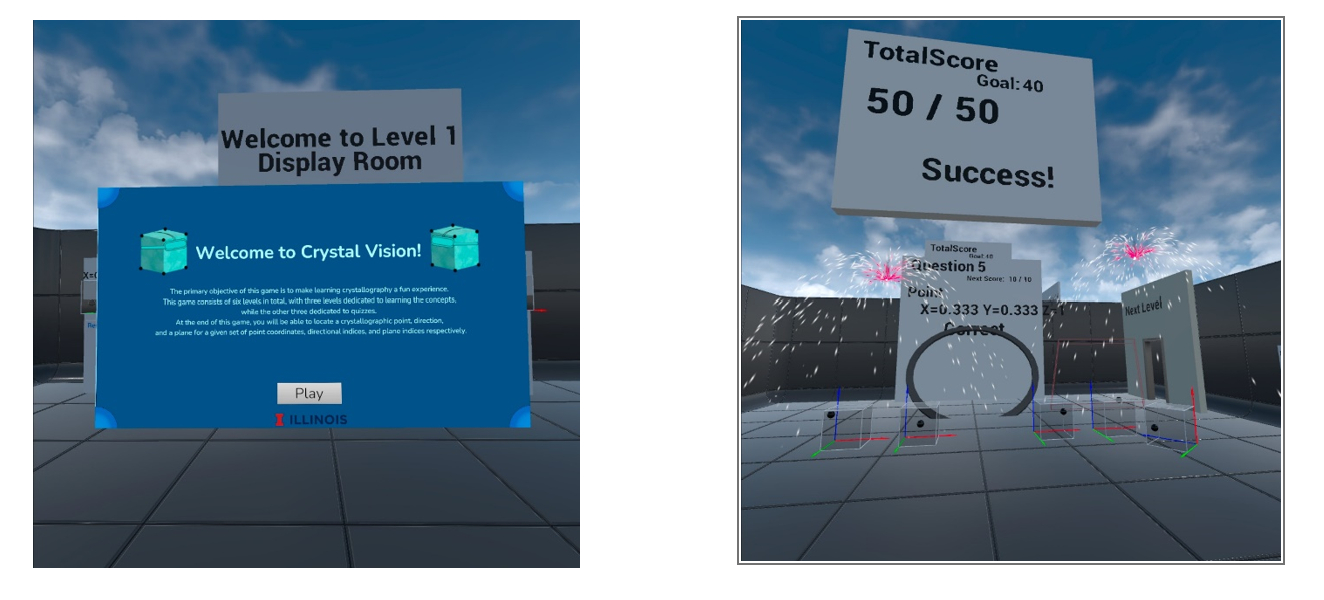 Welcome to Level 1
Display Room
Welcome to Crystal Vision!
The primary objective of this game is to make learning crystallography a fun experience.
This game consists of six levels in total, with three levels dedicated to learning the concepts,
while the other three dedicated to quizzes.
At the end of this game, you will be able to locate a crystallographic point, direction,
and a plane for a given set of point coordinates, directional indices, and plane indices respectively.
Play
ILLINOIS
TotalScore
Goal: 40
50 / 50
Success!
TotalScore
Goal: 40
Question 5
Next Score: 10 / 10
Point
X=0.333 Y=0.333 Z=1
Correct
Next Level